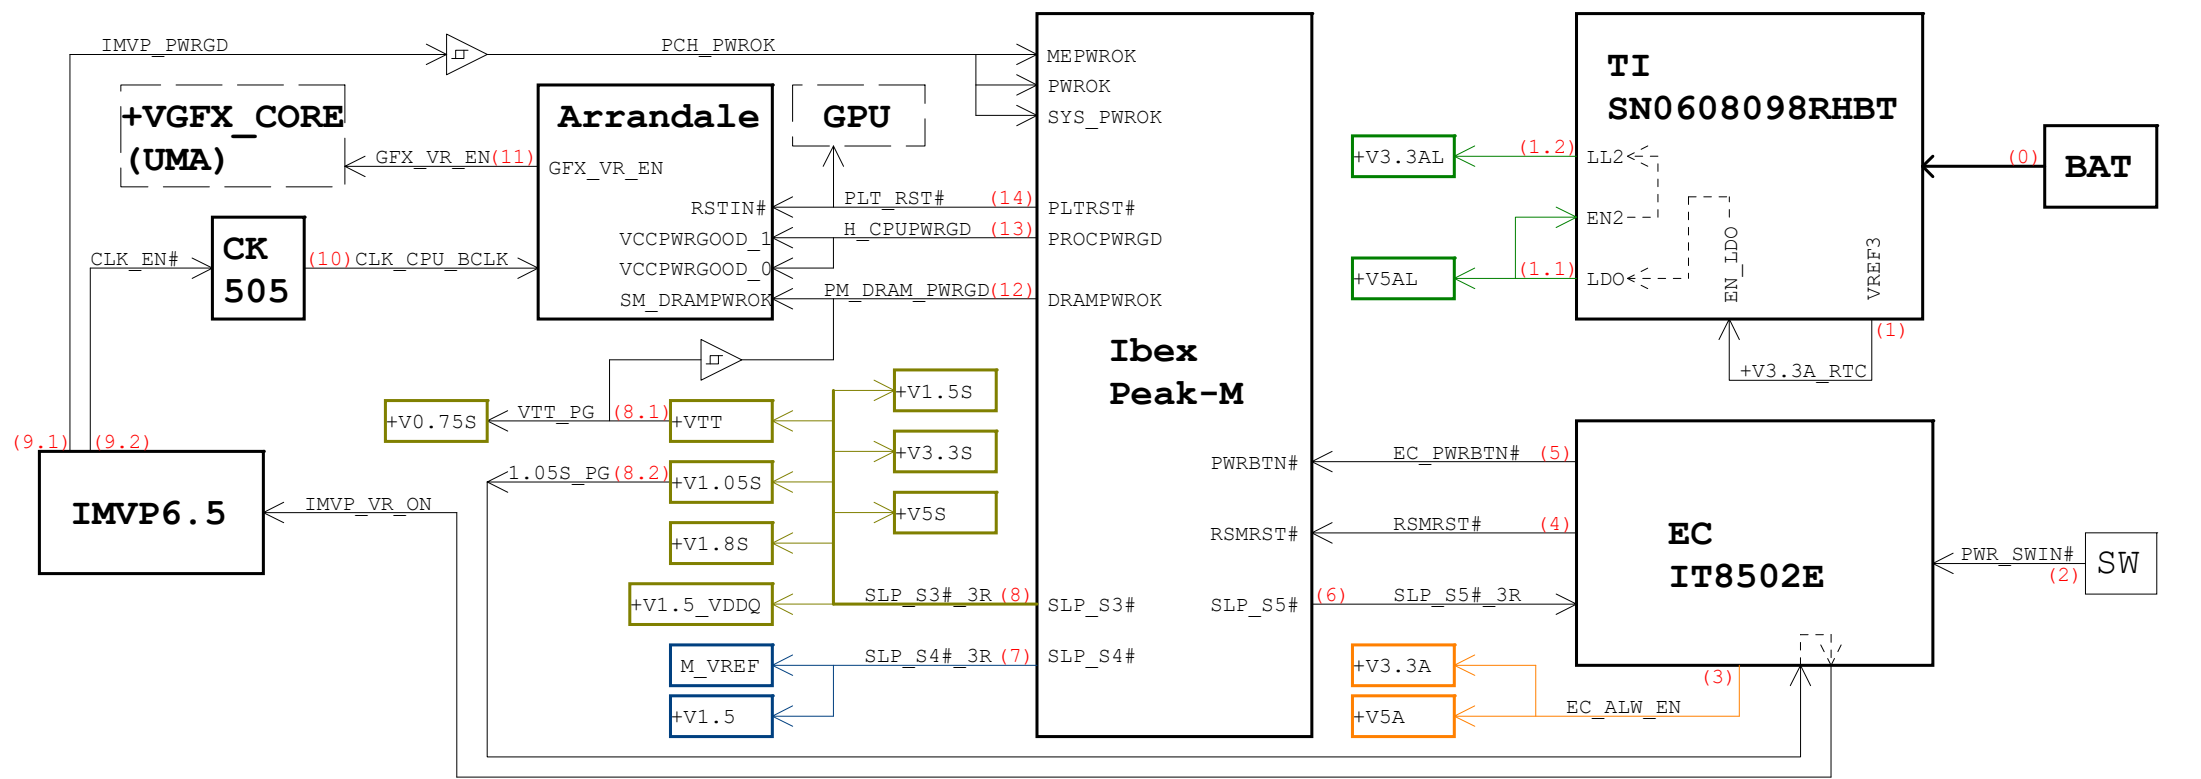 IMVP_PWRGD
PCH_PWROK
MEPWROK
PWROK
SYS_PWROK
+VGFX_CORE
(UMA)
GFX_VR_EN(11)
Arrandale
GFX_VR_EN
RSTIN#
VCCPWRGOOD_1
VCCPWRGOOD_0
SM_DRAMPWROK
GPU
PLT_RST# (14)
H_CPUPWRGD (13)
PM_DRAM_PWRGD(12)
PLTRST#
PROCPWRGD
DRAMPWROK
Ibex
Peak-M
CLK_EN#
CK
505
(10)CLK_CPU_BCLK
+V0.75S
VTT_PG (8.1)
+VTT
1.05S_PG(8.2)
+V1.05S
+V1.8S
+V1.5_VDDQ
+V1.5S
+V3.3S
+V5S
SLP_S3#_3R (8)
SLP_S3#
M_VREF
+V1.5
SLP_S4#_3R (7)
SLP_S4#
(9.1)
(9.2)
IMVP6.5
IMVP_VR_ON
TI
SN0608098RHBT
LL2
EN2
LDO
EN_LDO
VREF3
(1)
+V3.3A_RTC
+V3.3AL
(1.2)
+V5AL
(1.1)
(0)
BAT
PWRBTN#
EC_PWRBTN# (5)
RSMRST#
RSMRST# (4)
SLP_S5#
(6) SLP_S5#_3R
EC
IT8502E
PWR_SWIN#
(2)
SW
(3)
EC_ALW_EN
+V3.3A
+V5A